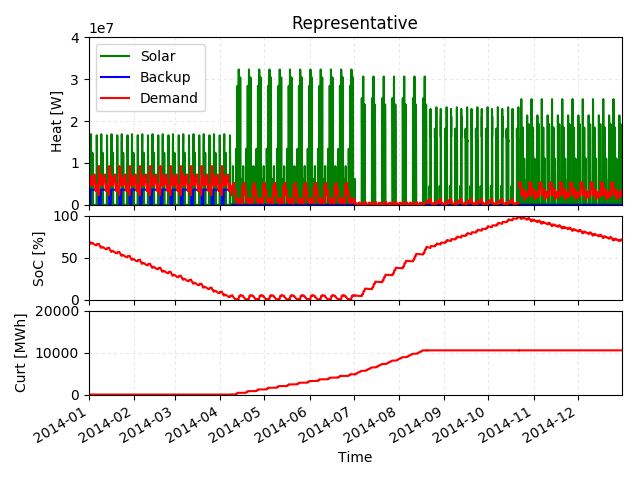 Representative
1e7
4
3
2
1
0
Heat [W]
Solar
Backup
Demand
100
50
0
SoC [%]
20000
10000
0
Curt [MWh]
2014-01
2014-02
2014-03
2014-04
2014-05
2014-06
2014-07
2014-08
2014-09
2014-10
2014-11
2014-12
Time